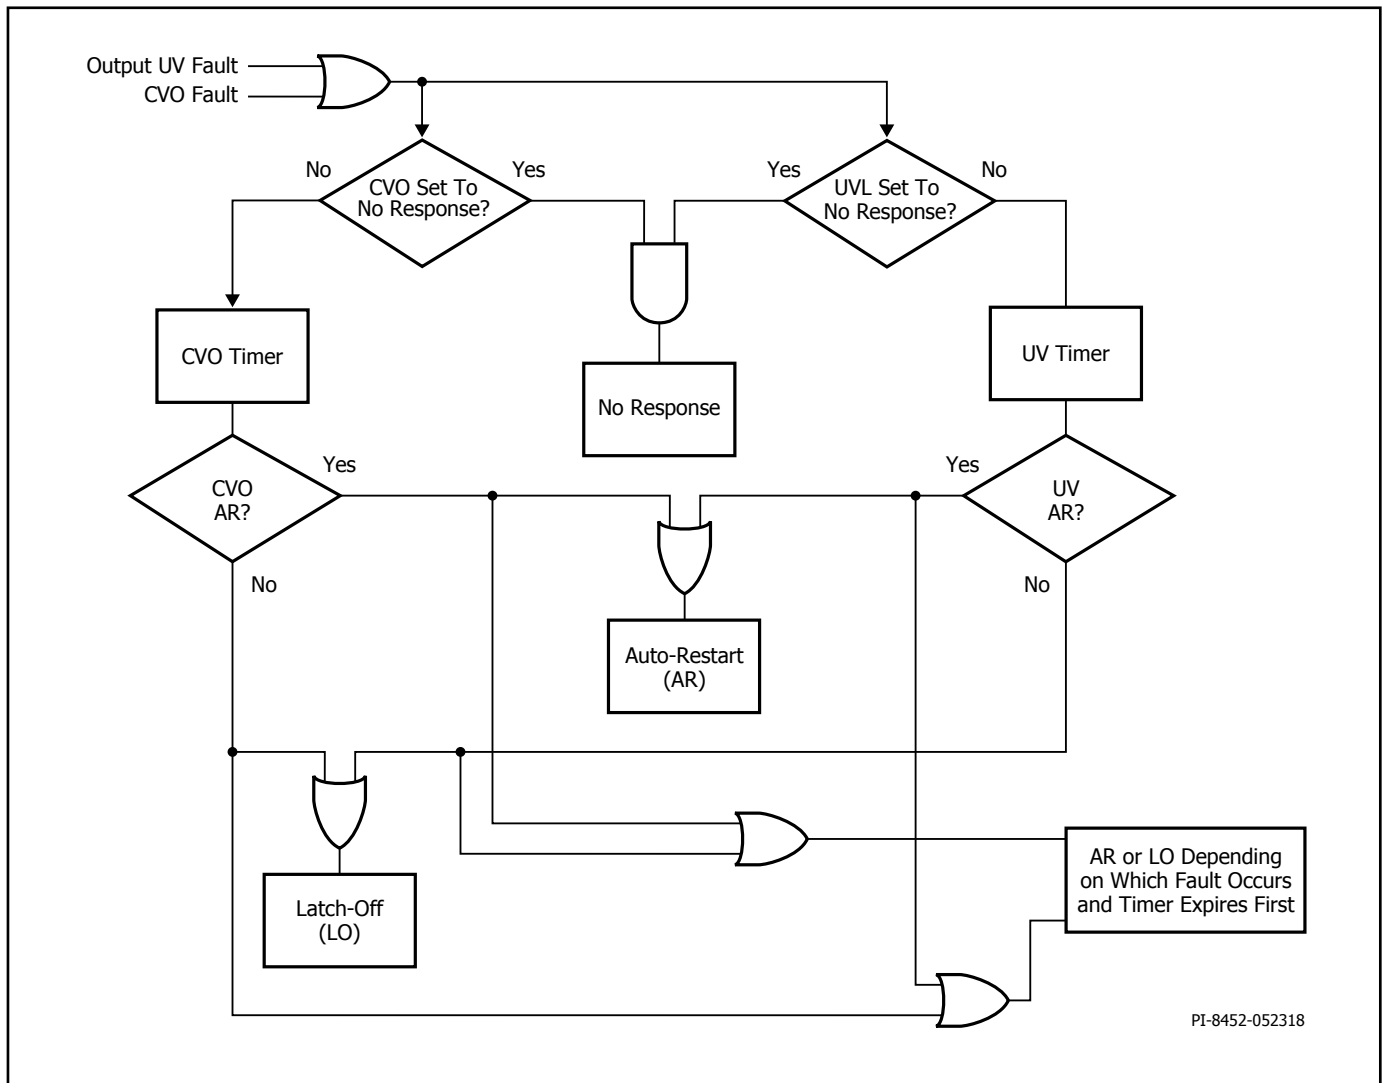 Output UV Fault
CVO Fault
No
Yes
Yes
No
CVO Set To
No Response?
UVL Set To
No Response?
CVO Timer
No Response
UV Timer
CVO
AR?
Yes
No
Yes
UV
AR?
No
Auto-Restart
(AR)
Latch-Off
(LO)
AR or LO Depending
on Which Fault Occurs
and Timer Expires First
PI-8452-052318